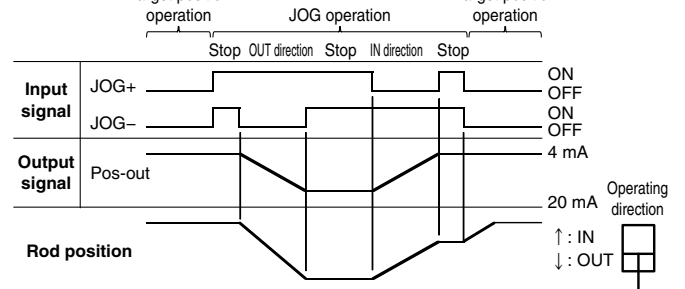 operation JOG operation operation
Stop OUT direction Stop IN direction Stop
Input signal
JOG+
ON
OFF
JOG−
ON
OFF
Output signal
Pos-out
4 mA
20 mA
Rod position
Operating direction
↑ : IN
↓ : OUT